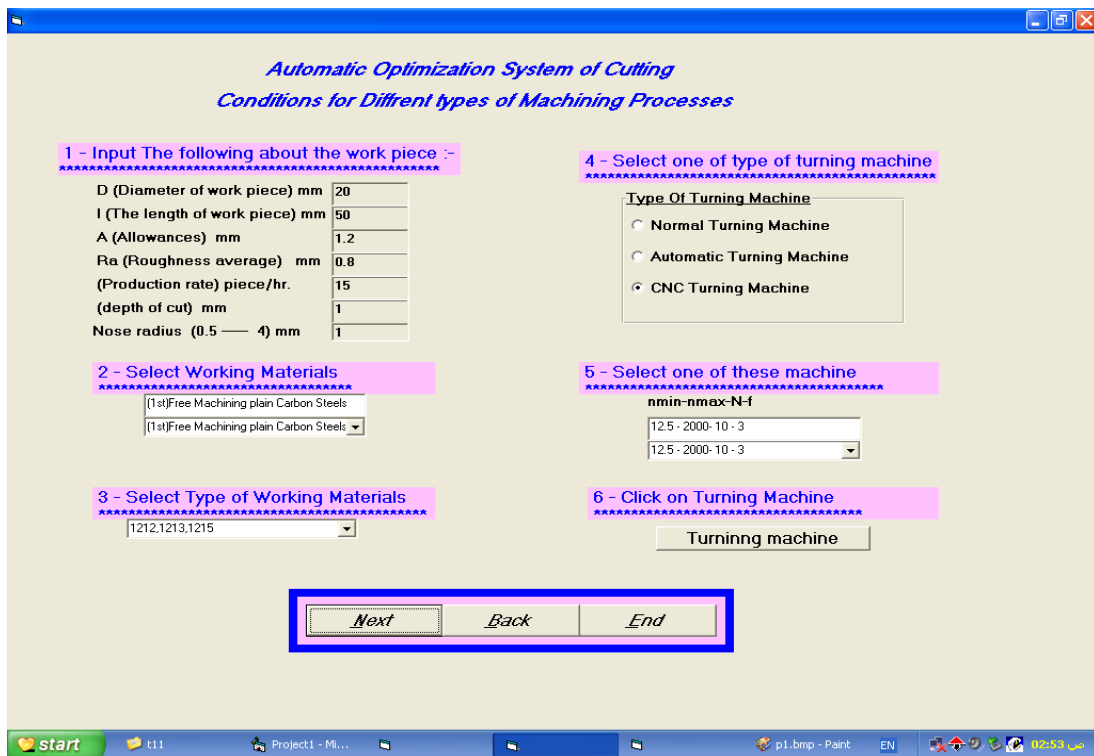 Automatic Optimization System of Cutting
Conditions for Diffrent types of Machining Processes
1 - Input The following about the work piece :-
*****************************************************
D (Diameter of work piece) mm 20
l (The length of work piece) mm 50
A (Allowances) mm 1.2
Ra (Roughness average) mm 0.8
(Production rate) piece/hr. 15
(depth of cut) mm 1
Nose radius (0.5 —— 4) mm 1
2 - Select Working Materials
***********************************
(1st)Free Machining plain Carbon Steels
(1st)Free Machining plain Carbon Steels
3 - Select Type of Working Materials
*********************************************
1212,1213,1215
4 - Select one of type of turning machine
************************************************
Type Of Turning Machine
Normal Turning Machine
Automatic Turning Machine
CNC Turning Machine
5 - Select one of these machine
*****************************************
nmin-nmax-N-f
12.5 - 2000- 10 - 3
12.5 - 2000- 10 - 3
6 - Click on Turning Machine
*************************************
Turninng machine
Next Back End
start t11 Project1 - Mi... p1.bmp - Paint EN 02:53 ص